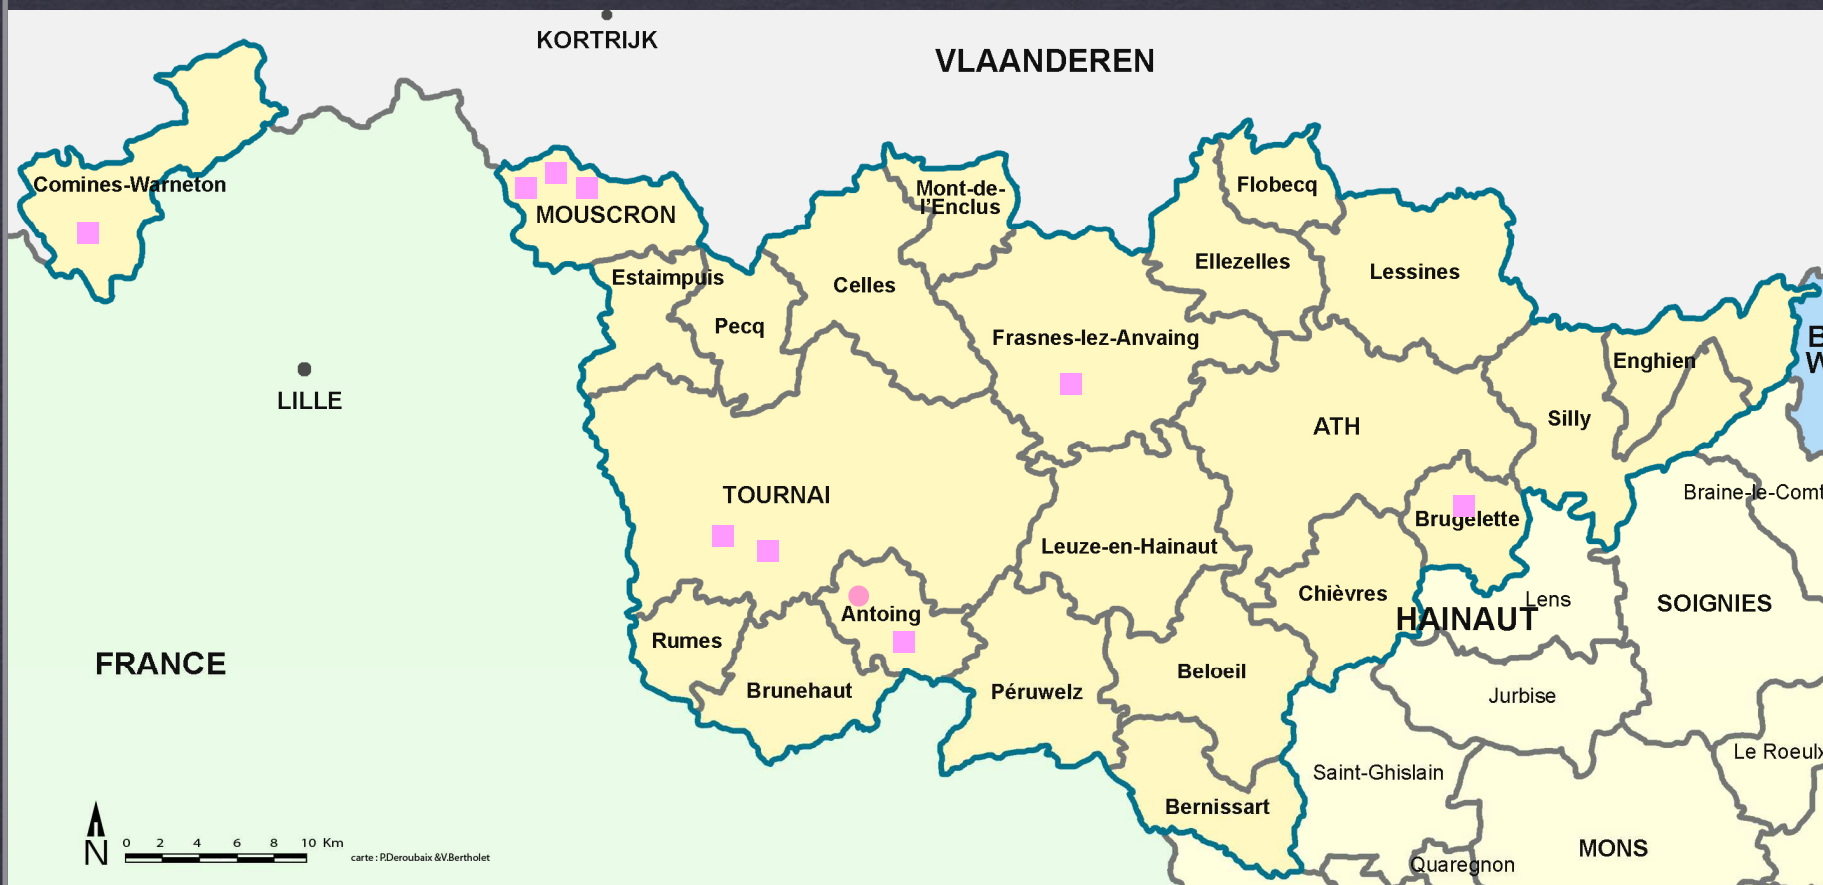 KORTRIJK
VLAANDEREN
Comines-Warneton
MOUSCRON
Mont-de-
l'Enclus
Flobecq
Estaimpuis
Celles
Ellezelles
Lessines
Pecq
Frasnes-lez-Anvaing
B
W
Enghien
LILLE
ATH
Silly
TOURNAI
Braine-le-Comt
Brugelette
Leuze-en-Hainaut
Chièvres
Lens
SOIGNIES
HAINAUT
Antoing
Rumes
FRANCE
Brunehaut
Péruwelz
Beloeil
Jurbise
Le Roeulx
Saint-Ghislain
Bernissart
N
0 2 4 6 8 10 Km
carte : P.Deroubaix &V.Bertholet
MONS
Quaregnon